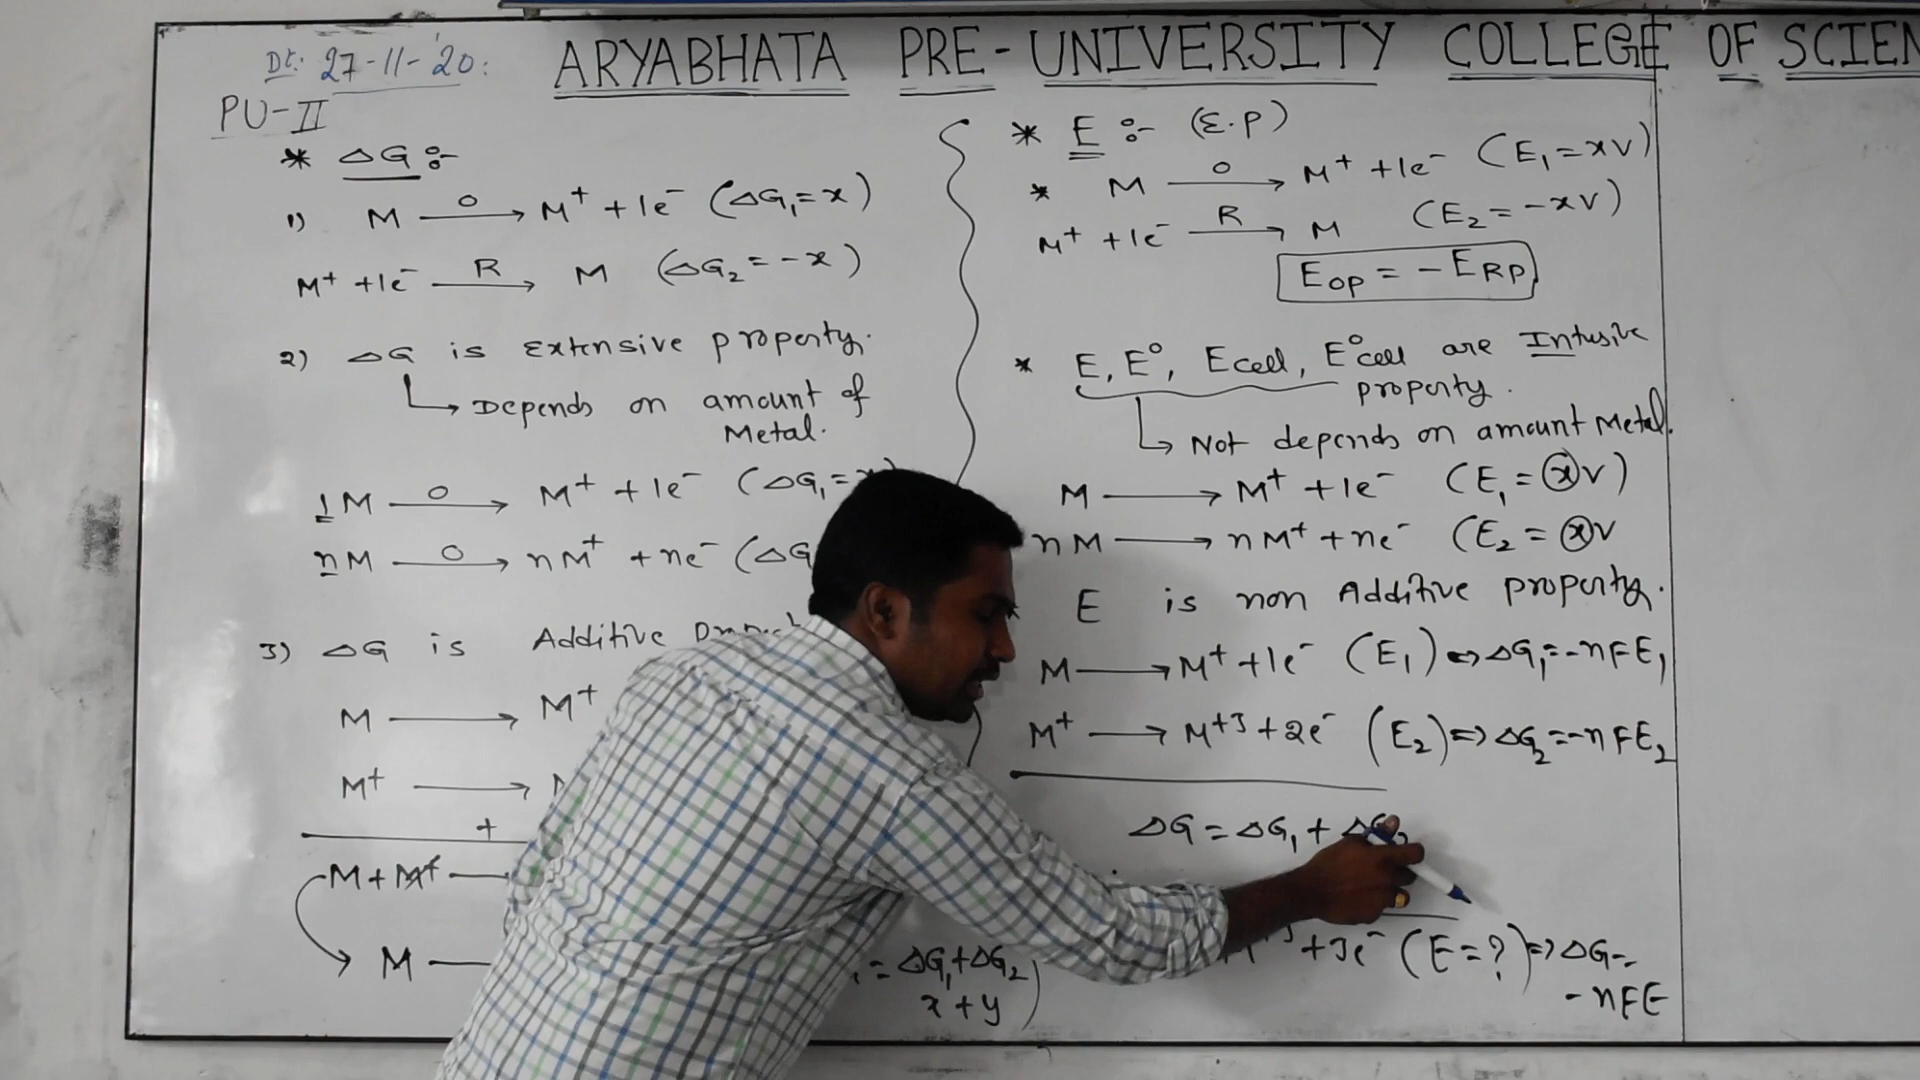 Dt: 27-11-'20:
ARYABHATA PRE-UNIVERSITY COLLEGE OF SCIEN
PU-II
* ΔG :-
1) M —O→ M⁺ + 1e⁻ (ΔG₁ = x)
M⁺ + 1e⁻ —R→ M (ΔG₂ = - x)
2) ΔG is Extensive property.
↳ Depends on amount of
Metal.
1M —O→ M⁺ + 1e⁻ (ΔG₁ =
nM —O→ nM⁺ + ne⁻ (ΔG
3) ΔG is Additive
M ⟶ M⁺
M⁺ ⟶
+
M + M⁺ —
→ M —
= ΔG₁ + ΔG₂
x + y )
* E :- (E.P)
* M —O→ M⁺ + 1e⁻ (E₁ = xV)
M⁺ + 1e⁻ —R→ M (E₂ = -xV)
E_OP = - E_RP
* E, E°, Ecell, E°cell are Intusive
property.
↳ Not depends on amount Metal.
M ⟶ M⁺ + 1e⁻ (E₁ = xV)
nM ⟶ nM⁺ + ne⁻ (E₂ = xV
E is non Additive property.
M ⟶ M⁺ + 1e⁻ (E₁) ⇒ ΔG₁ = -nFE₁
M⁺ ⟶ M⁺³ + 2e⁻ (E₂) ⇒ ΔG₂ = -nFE₂
ΔG = ΔG₁ + ΔG₂
+ 3e⁻ (E = ?) ⇒ ΔG =
- nFE